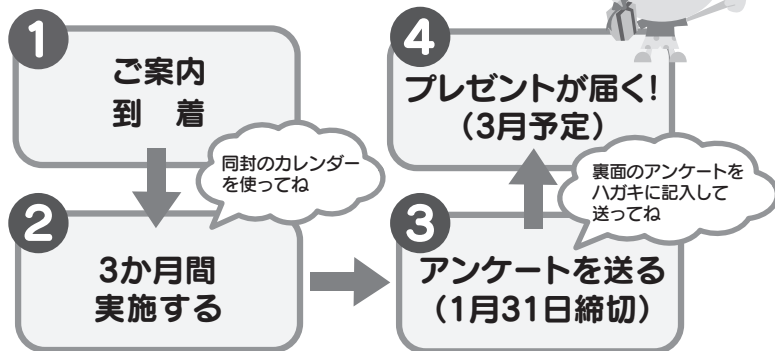 1
ご案内
到　着
同封のカレンダー
を使ってね
2
3か月間
実施する
3
アンケートを送る
（1月31日締切）
裏面のアンケートを
ハガキに記入して
送ってね
4
プレゼントが届く!
（3月予定）